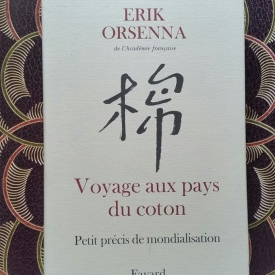 ERIK
ORSENNA
de l'Académie française
棉
Voyage aux pays
du coton
Petit précis de mondialisation
Fayard